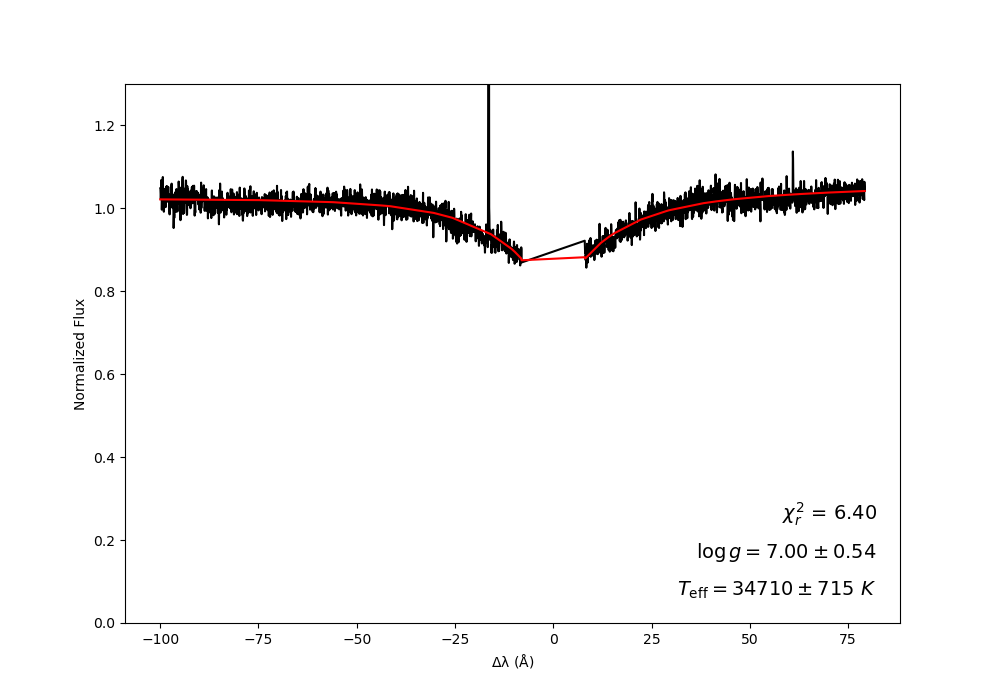 1.2
1.0
0.8
0.6
0.4
0.2
0.0
Normalized Flux
χ²ᵣ = 6.40
log g = 7.00 ± 0.54
T_eff = 34710 ± 715 K
−100 −75 −50 −25 0 25 50 75
Δλ (Å)